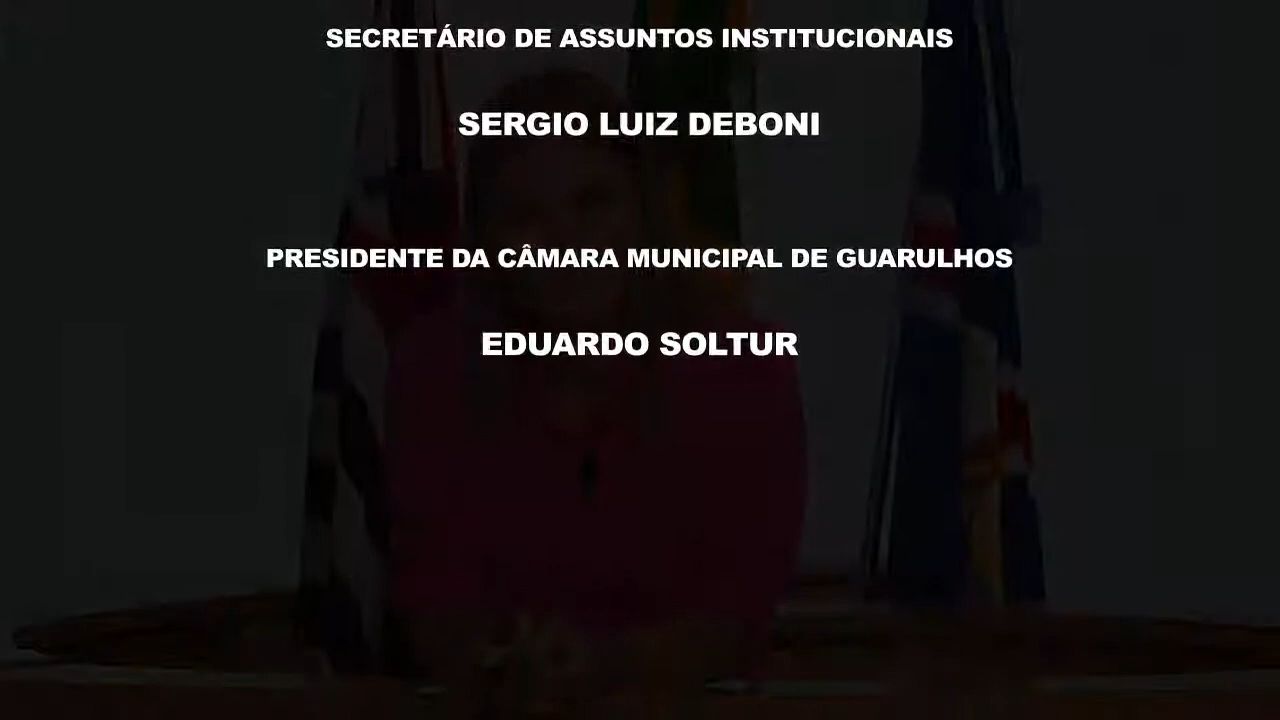 SECRETÁRIO DE ASSUNTOS INSTITUCIONAIS
SERGIO LUIZ DEBONI
PRESIDENTE DA CÂMARA MUNICIPAL DE GUARULHOS
EDUARDO SOLTUR